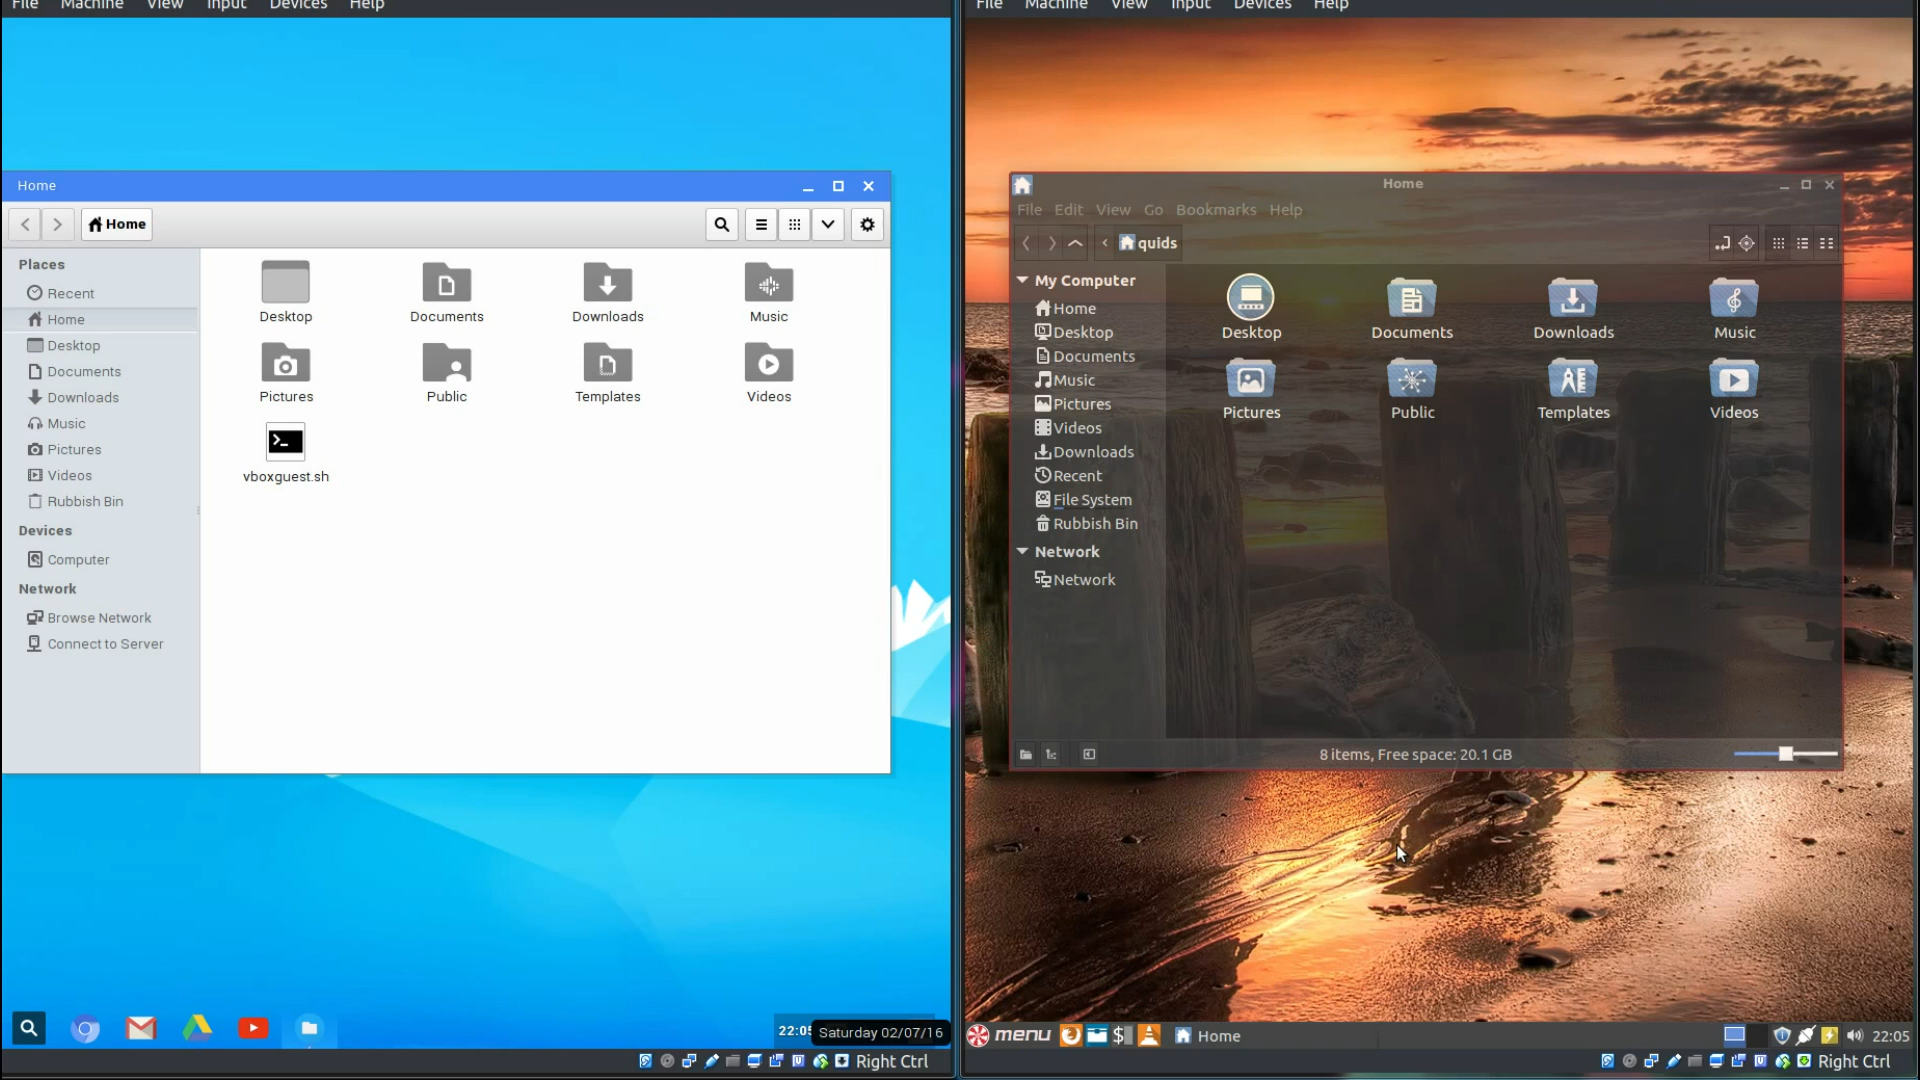 File Machine View Input Devices Help
Home
Home
Places
Recent
Home
Desktop
Documents
Downloads
Music
Pictures
Videos
Rubbish Bin
Devices
Computer
Network
Browse Network
Connect to Server
Desktop Documents Downloads Music
Pictures Public Templates Videos
vboxguest.sh
22:05
Saturday 02/07/16
Right Ctrl
File Machine View Input Devices Help
Home
File Edit View Go Bookmarks Help
quids
My Computer
Home
Desktop
Documents
Music
Pictures
Videos
Downloads
Recent
File System
Rubbish Bin
Network
Network
Desktop Documents Downloads Music
Pictures Public Templates Videos
8 items, Free space: 20.1 GB
menu Home 22:05
Right Ctrl